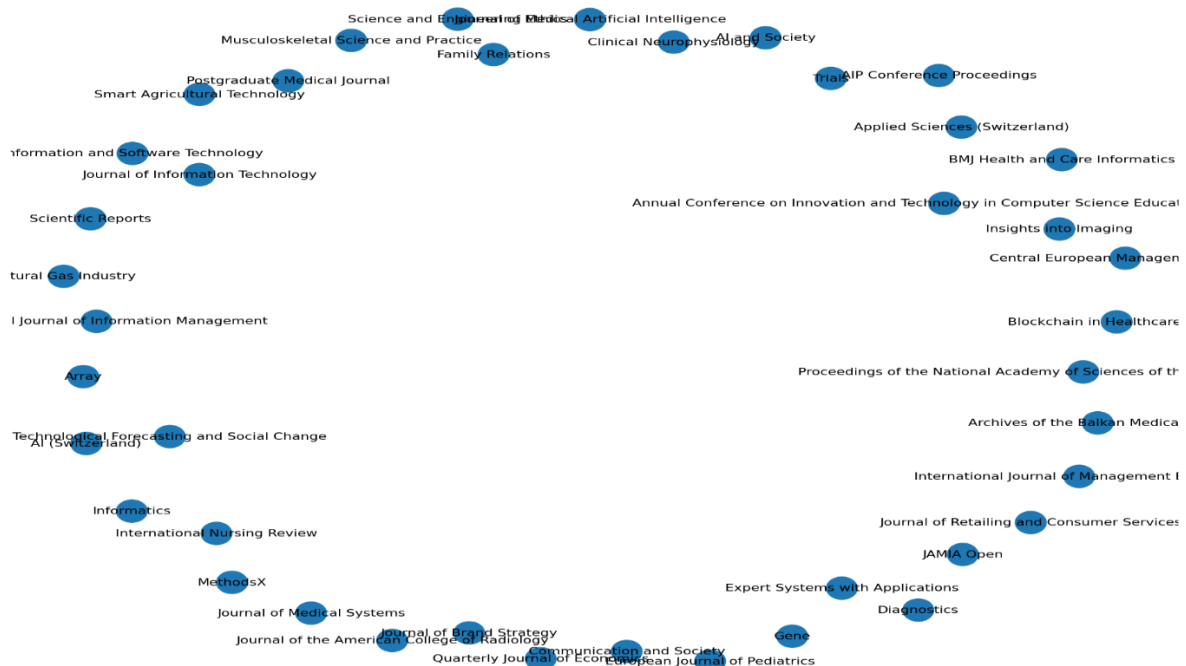 Science and Engineering Ethics
Journal of Medical Artificial Intelligence
Musculoskeletal Science and Practice
Clinical Neurophysiology
AI and Society
Family Relations
Postgraduate Medical Journal
Trials
AIP Conference Proceedings
Smart Agricultural Technology
Applied Sciences (Switzerland)
nformation and Software Technology
BMJ Health and Care Informatics
Journal of Information Technology
Annual Conference on Innovation and Technology in Computer Science Educat
Scientific Reports
Insights into Imaging
Central European Managem
tural Gas Industry
l Journal of Information Management
Blockchain in Healthcare
Array
Proceedings of the National Academy of Sciences of th
Archives of the Balkan Medica
Technological Forecasting and Social Change
AI (Switzerland)
International Journal of Management E
Informatics
Journal of Retailing and Consumer Services
International Nursing Review
JAMIA Open
MethodsX
Expert Systems with Applications
Journal of Medical Systems
Diagnostics
Journal of Brand Strategy
Gene
Journal of the American College of Radiology
Communication and Society
Quarterly Journal of Economics
European Journal of Pediatrics